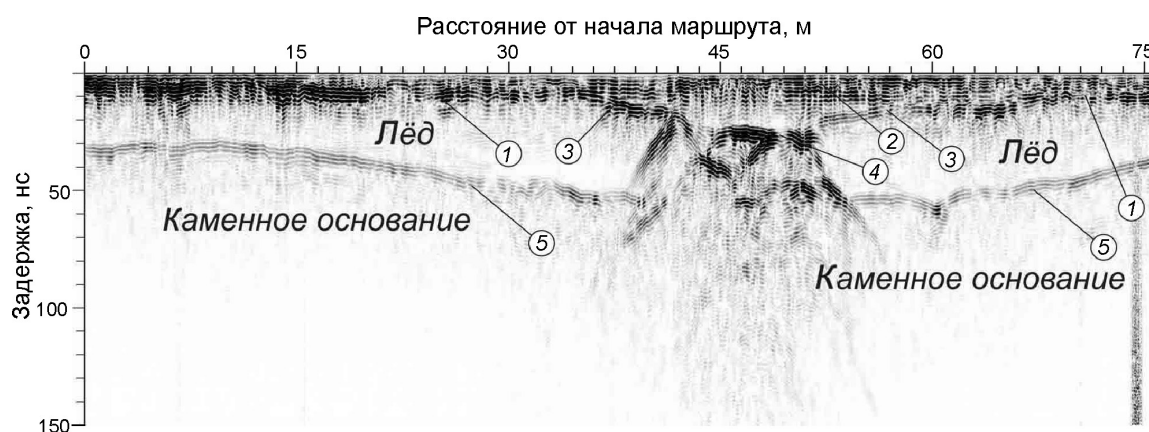 Расстояние от начала маршрута, м
0 15 30 45 60 75
Задержка, нс
50
100
150
Лёд
1
3
2
4
3
Лёд
1
Каменное основание
5
5
Каменное основание